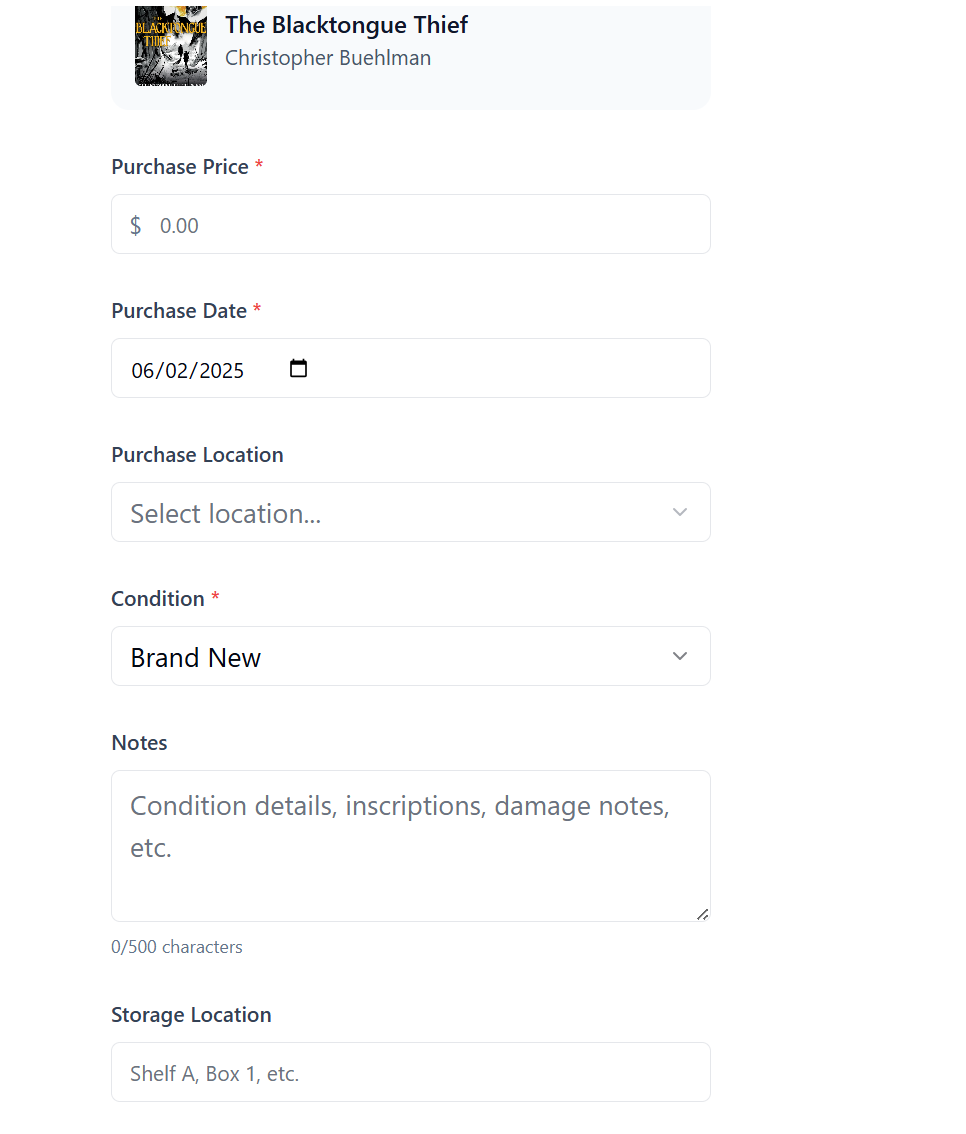 THE
BLACKTONGUE
THIEF
The Blacktongue Thief
Christopher Buehlman
Purchase Price *
$ 0.00
Purchase Date *
06/02/2025
Purchase Location
Select location...
Condition *
Brand New
Notes
Condition details, inscriptions, damage notes,
etc.
0/500 characters
Storage Location
Shelf A, Box 1, etc.